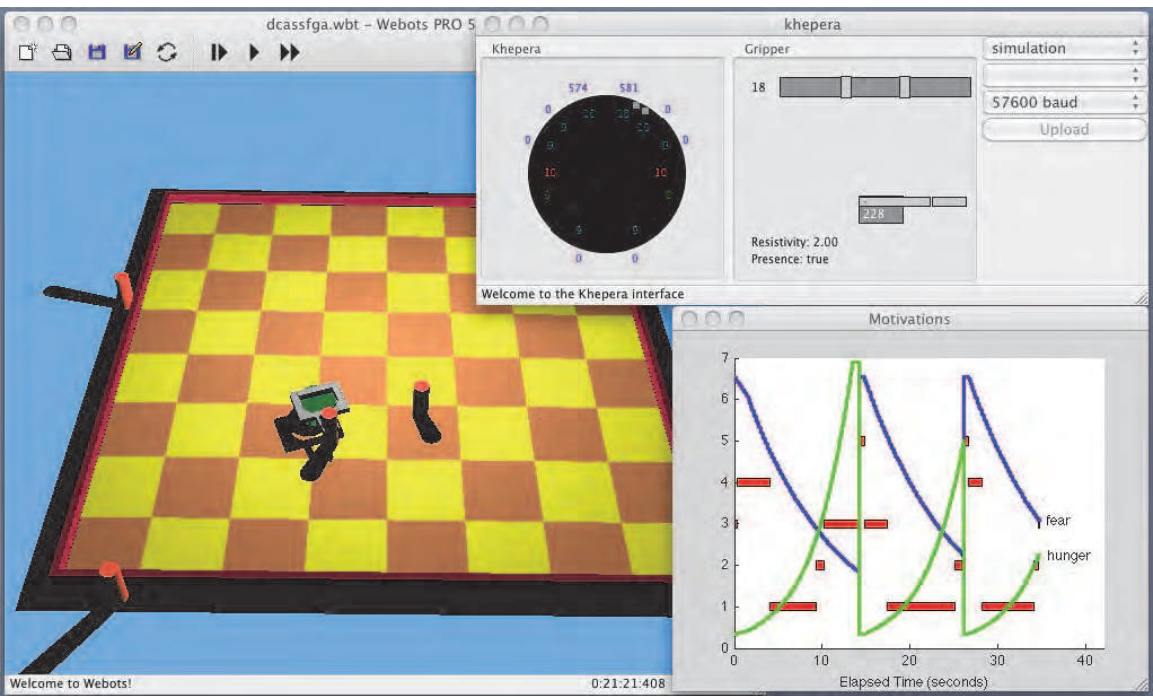 dcassfga.wbt – Webots PRO 5
khepera
Khepera
Gripper
simulation
57600 baud
Upload
18
574 581
0 0
0 0
10 10
0 0
228
Resistivity: 2.00
Presence: true
Welcome to the Khepera interface
Motivations
7
6
5
4
3
2
1
0
fear
hunger
0 10 20 30 40
Elapsed Time (seconds)
Welcome to Webots!
0:21:21:408